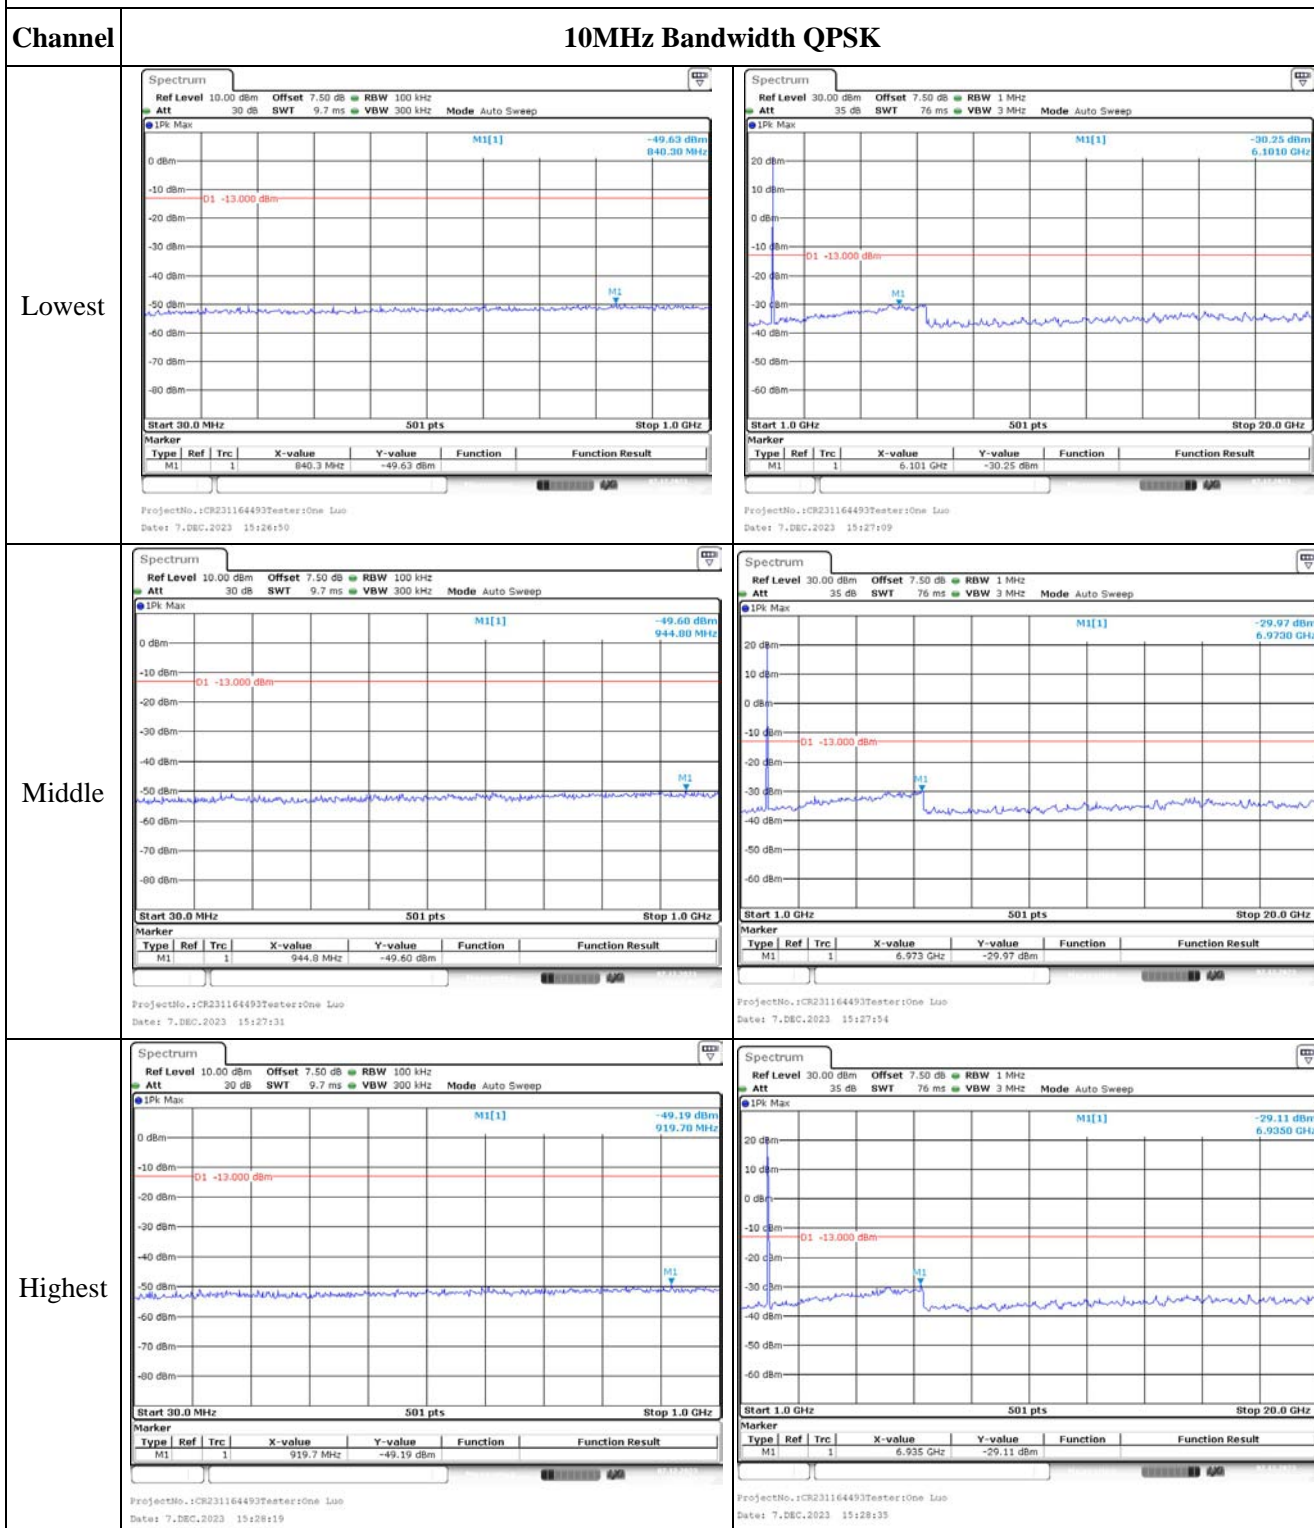 Channel 10MHz Bandwidth QPSK
Lowest
Spectrum
Ref Level 10.00 dBm Offset 7.50 dB RBW 100 kHz
Att 30 dB SWT 9.7 ms VBW 300 kHz Mode Auto Sweep
1Pk Max
M1[1] -49.63 dBm
840.30 MHz
0 dBm
-10 dBm
D1 -13.000 dBm
-20 dBm
-30 dBm
-40 dBm
M1
-50 dBm
-60 dBm
-70 dBm
-80 dBm
Start 30.0 MHz 501 pts Stop 1.0 GHz
Marker
Type Ref Trc X-value Y-value Function Function Result
M1 1 840.3 MHz -49.63 dBm
ProjectNo.:CR231164493Tester:One Luo
Date: 7.DEC.2023 15:26:50
Spectrum
Ref Level 30.00 dBm Offset 7.50 dB RBW 1 MHz
Att 35 dB SWT 76 ms VBW 3 MHz Mode Auto Sweep
1Pk Max
M1[1] -30.25 dBm
6.1010 GHz
20 dBm
10 dBm
0 dBm
-10 dBm
D1 -13.000 dBm
-20 dBm
M1
-30 dBm
-40 dBm
-50 dBm
-60 dBm
Start 1.0 GHz 501 pts Stop 20.0 GHz
Marker
Type Ref Trc X-value Y-value Function Function Result
M1 1 6.101 GHz -30.25 dBm
ProjectNo.:CR231164493Tester:One Luo
Date: 7.DEC.2023 15:27:09
Middle
Spectrum
Ref Level 10.00 dBm Offset 7.50 dB RBW 100 kHz
Att 30 dB SWT 9.7 ms VBW 300 kHz Mode Auto Sweep
1Pk Max
M1[1] -49.60 dBm
944.80 MHz
0 dBm
-10 dBm
D1 -13.000 dBm
-20 dBm
-30 dBm
-40 dBm
M1
-50 dBm
-60 dBm
-70 dBm
-80 dBm
Start 30.0 MHz 501 pts Stop 1.0 GHz
Marker
Type Ref Trc X-value Y-value Function Function Result
M1 1 944.8 MHz -49.60 dBm
ProjectNo.:CR231164493Tester:One Luo
Date: 7.DEC.2023 15:27:31
Spectrum
Ref Level 30.00 dBm Offset 7.50 dB RBW 1 MHz
Att 35 dB SWT 76 ms VBW 3 MHz Mode Auto Sweep
1Pk Max
M1[1] -29.97 dBm
6.9730 GHz
20 dBm
10 dBm
0 dBm
-10 dBm
D1 -13.000 dBm
-20 dBm
M1
-30 dBm
-40 dBm
-50 dBm
-60 dBm
Start 1.0 GHz 501 pts Stop 20.0 GHz
Marker
Type Ref Trc X-value Y-value Function Function Result
M1 1 6.973 GHz -29.97 dBm
ProjectNo.:CR231164493Tester:One Luo
Date: 7.DEC.2023 15:27:54
Highest
Spectrum
Ref Level 10.00 dBm Offset 7.50 dB RBW 100 kHz
Att 30 dB SWT 9.7 ms VBW 300 kHz Mode Auto Sweep
1Pk Max
M1[1] -49.19 dBm
919.70 MHz
0 dBm
-10 dBm
D1 -13.000 dBm
-20 dBm
-30 dBm
-40 dBm
M1
-50 dBm
-60 dBm
-70 dBm
-80 dBm
Start 30.0 MHz 501 pts Stop 1.0 GHz
Marker
Type Ref Trc X-value Y-value Function Function Result
M1 1 919.7 MHz -49.19 dBm
ProjectNo.:CR231164493Tester:One Luo
Date: 7.DEC.2023 15:28:19
Spectrum
Ref Level 30.00 dBm Offset 7.50 dB RBW 1 MHz
Att 35 dB SWT 76 ms VBW 3 MHz Mode Auto Sweep
1Pk Max
M1[1] -29.11 dBm
6.9350 GHz
20 dBm
10 dBm
0 dBm
-10 dBm
D1 -13.000 dBm
-20 dBm
M1
-30 dBm
-40 dBm
-50 dBm
-60 dBm
Start 1.0 GHz 501 pts Stop 20.0 GHz
Marker
Type Ref Trc X-value Y-value Function Function Result
M1 1 6.935 GHz -29.11 dBm
ProjectNo.:CR231164493Tester:One Luo
Date: 7.DEC.2023 15:28:35